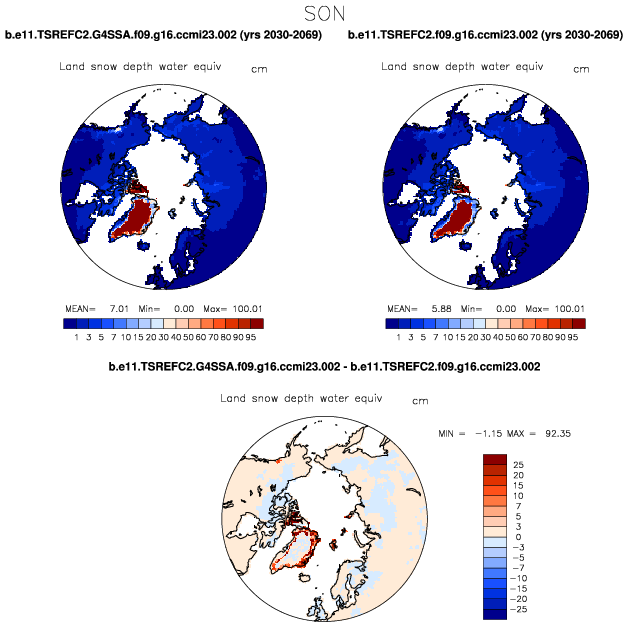 SON
b.e11.TSREFC2.G4SSA.f09.g16.ccmi23.002 (yrs 2030-2069)
b.e11.TSREFC2.f09.g16.ccmi23.002 (yrs 2030-2069)
Land snow depth water equiv cm
Land snow depth water equiv cm
MEAN= 7.01 Min= 0.00 Max= 100.01
MEAN= 5.88 Min= 0.00 Max= 100.01
1 3 5 7 10 15 20 30 40 50 60 70 80 90 95
1 3 5 7 10 15 20 30 40 50 60 70 80 90 95
b.e11.TSREFC2.G4SSA.f09.g16.ccmi23.002 - b.e11.TSREFC2.f09.g16.ccmi23.002
Land snow depth water equiv cm
MIN = -1.15 MAX = 92.35
25
20
15
10
7
5
3
0
-3
-5
-7
-10
-15
-20
-25